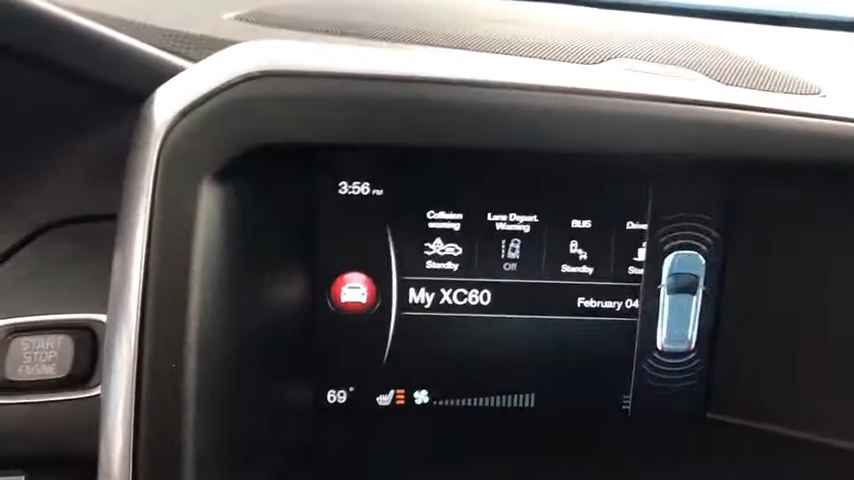 3:56 PM
Collision warning
Lane Depart. Warning
BLIS
Standby
Off
Standby
My XC60
February 04
START
STOP
ENGINE
69°